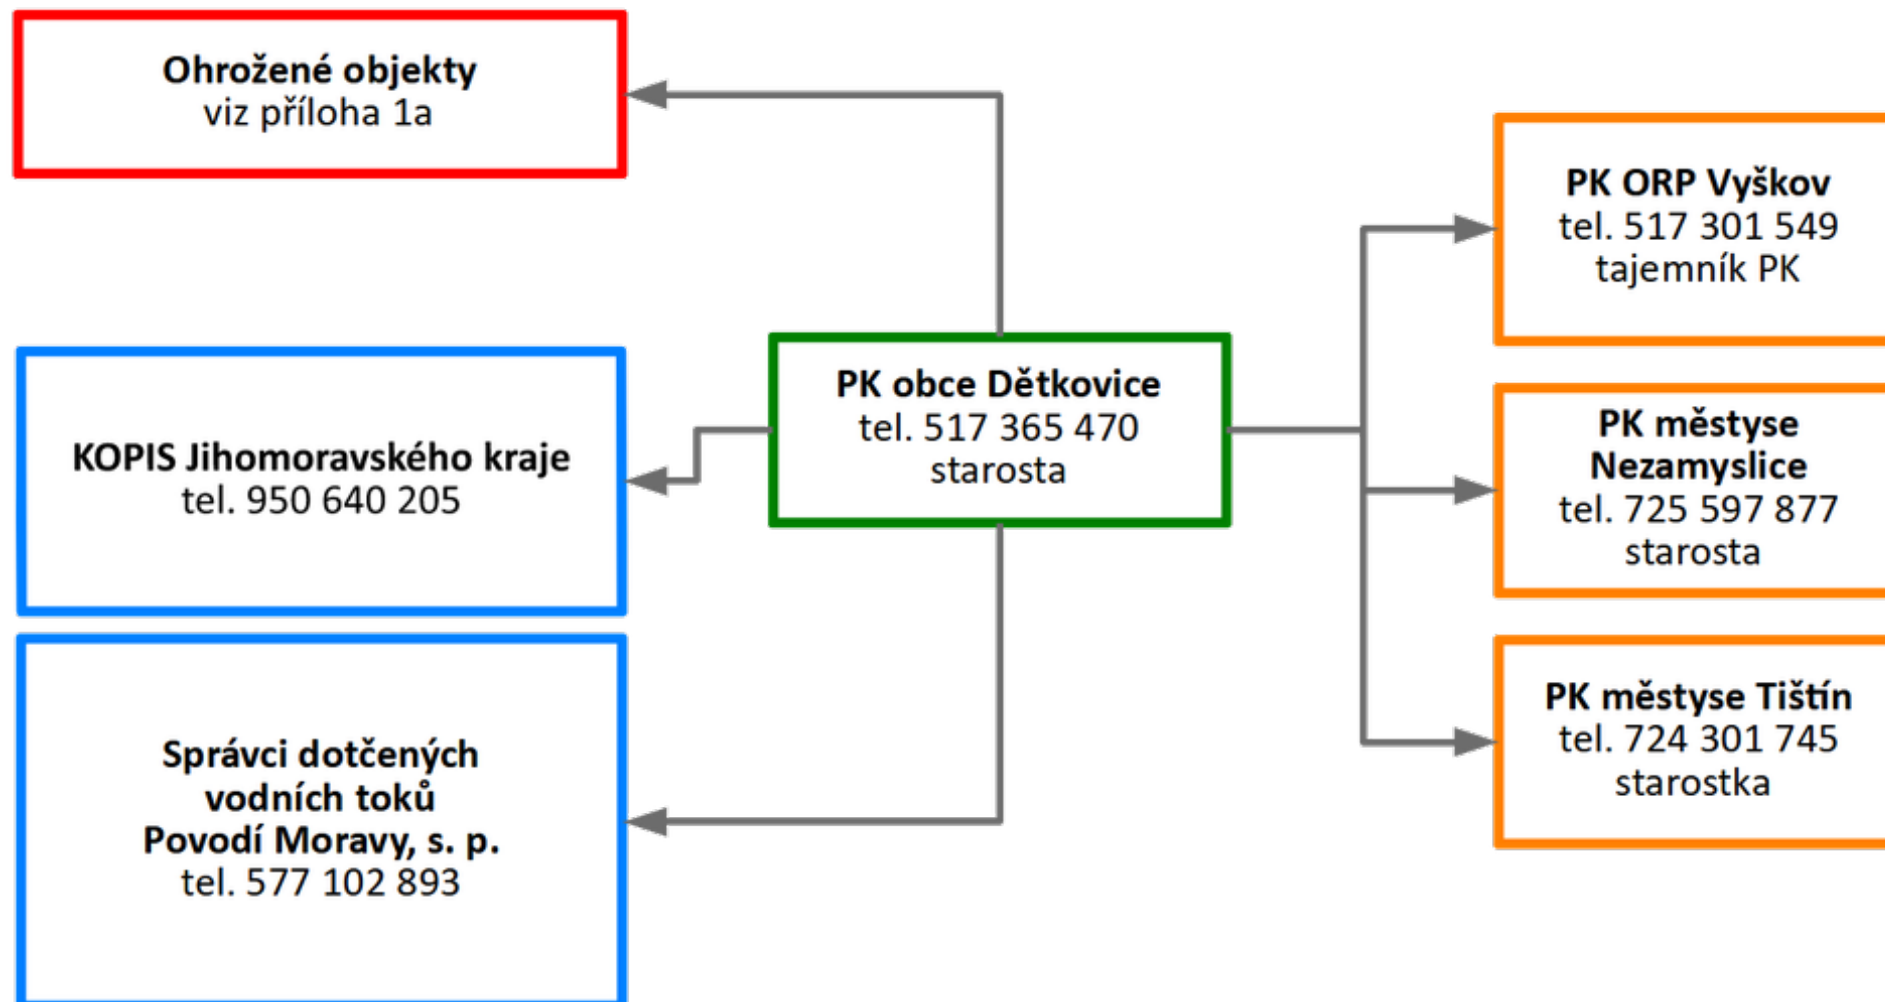 Ohrožené objekty
viz příloha 1a
KOPIS Jihomoravského kraje
tel. 950 640 205
Správci dotčených
vodních toků
Povodí Moravy, s. p.
tel. 577 102 893
PK obce Dětkovice
tel. 517 365 470
starosta
PK ORP Vyškov
tel. 517 301 549
tajemník PK
PK městyse
Nezamyslice
tel. 725 597 877
starosta
PK městyse Tištín
tel. 724 301 745
starostka